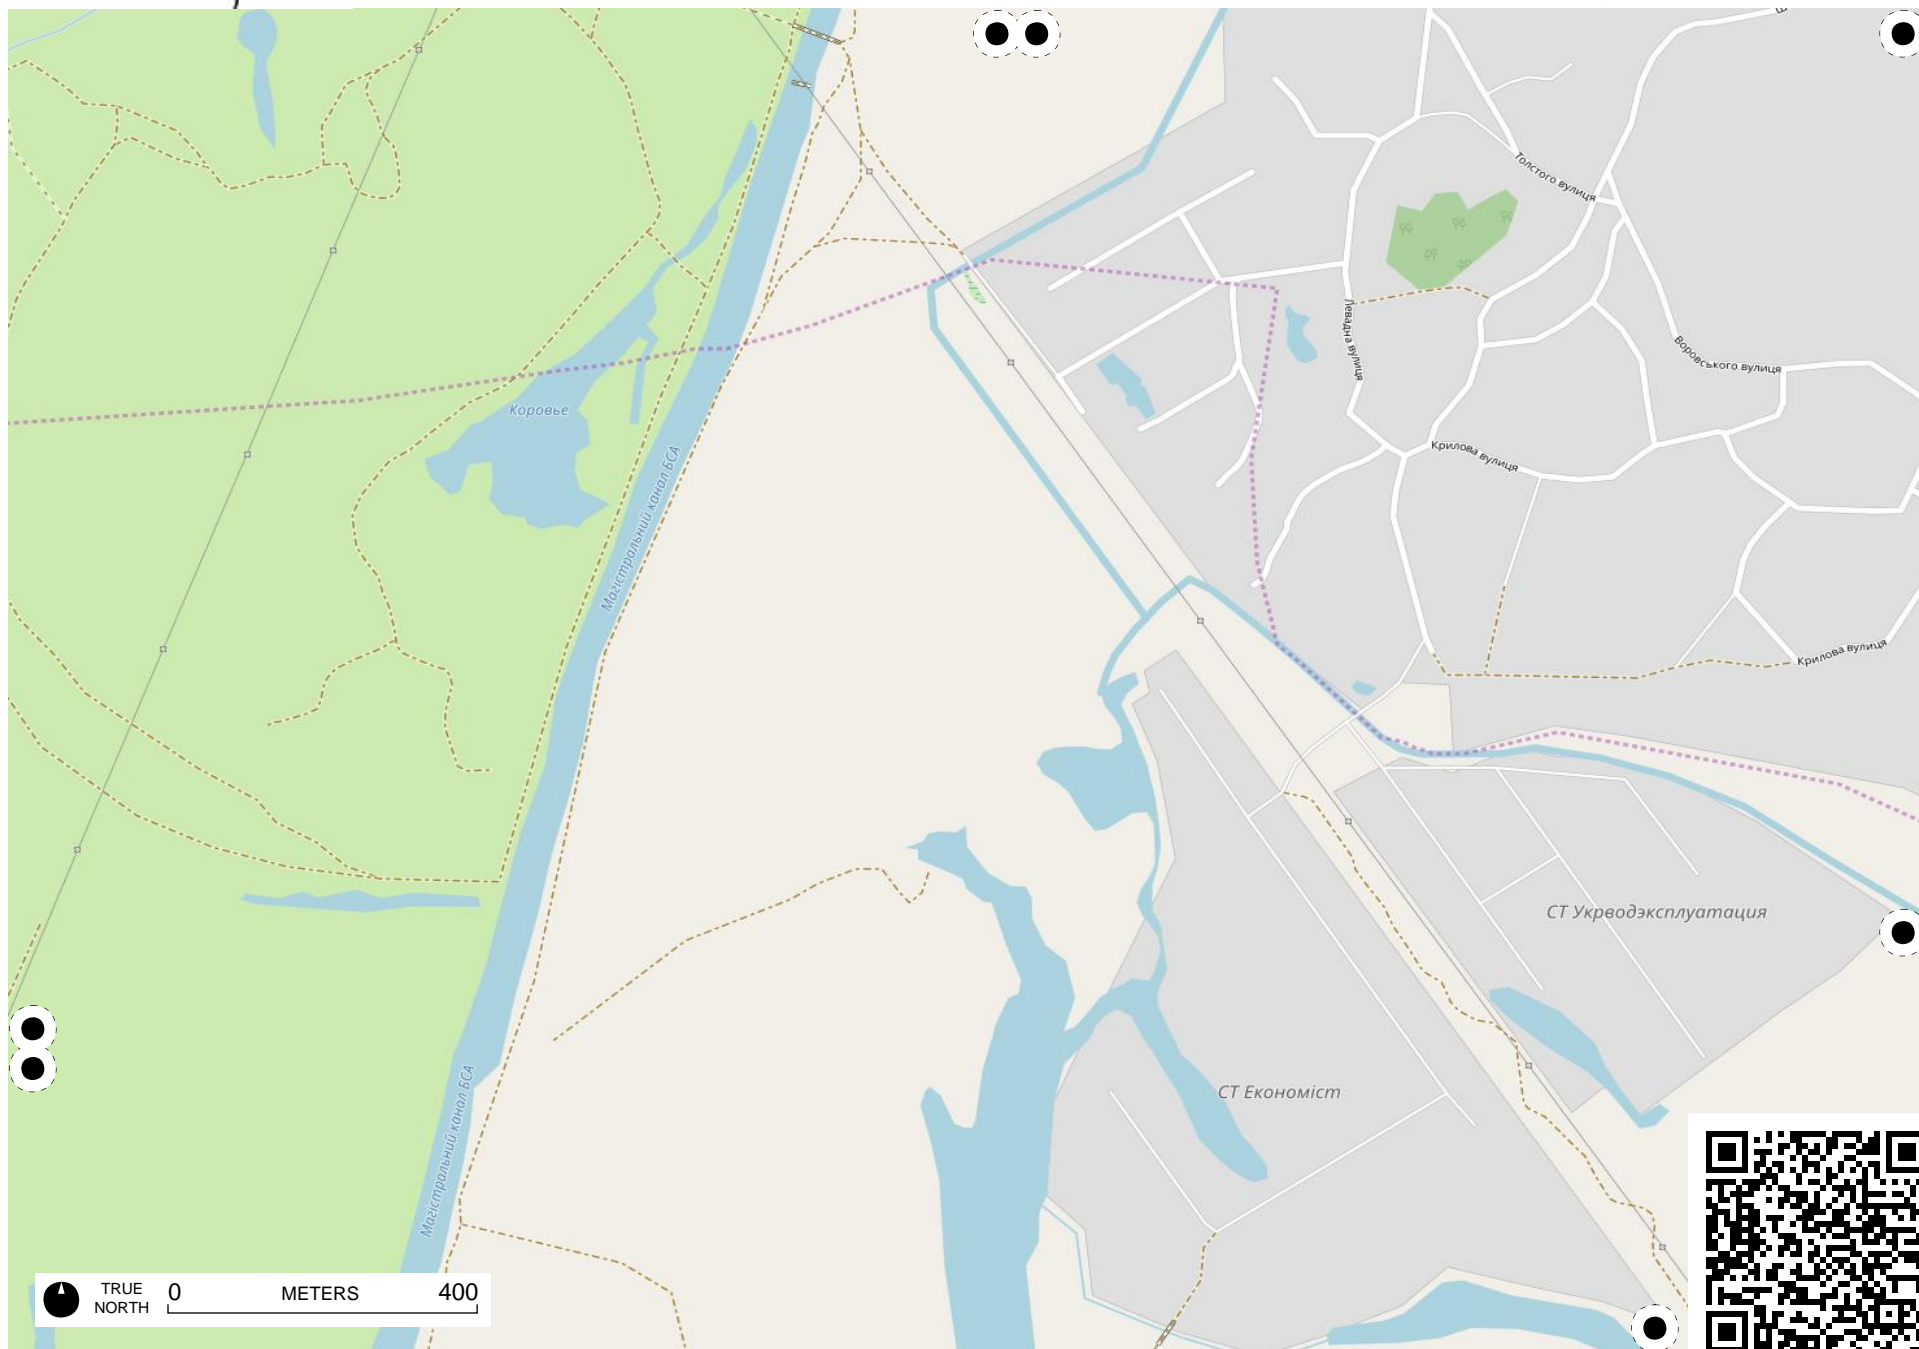 Толстого вулиця
Левадна вулиця
Воровського вулиця
Коровье
Крилова вулиця
Магістральний канал БСА
Крилова вулиця
СТ Укрводэксплуатация
СТ Економіст
Магістральний канал БСА
TRUE NORTH
0 METERS 400